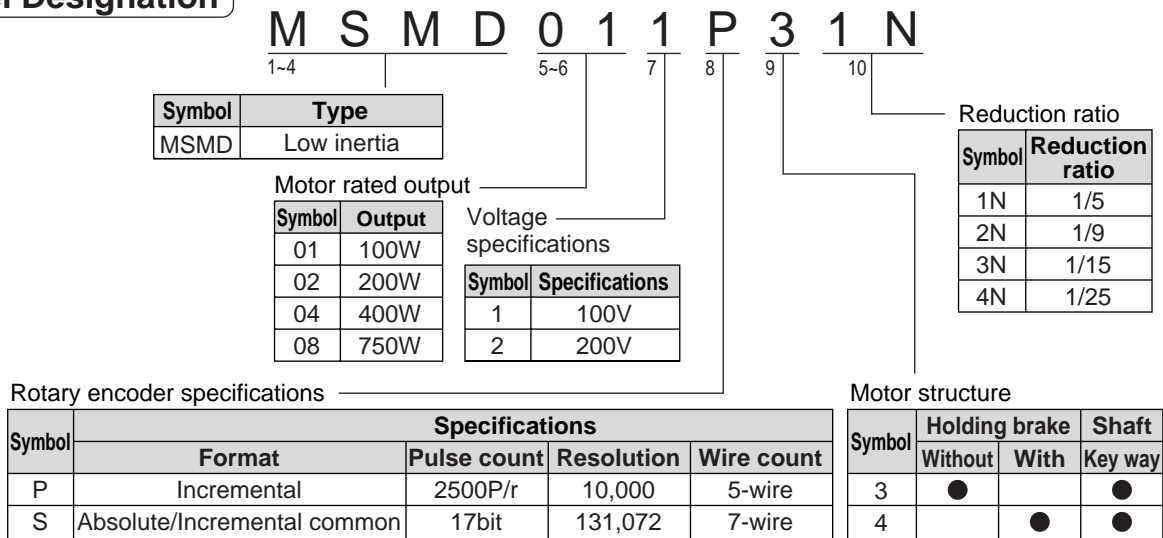 Designation
M S M D 0 1 1 P 3 1 N
1~4 5~6 7 8 9 10
Symbol Type
MSMD Low inertia
Motor rated output
Symbol Output
01 100W
02 200W
04 400W
08 750W
Voltage
specifications
Symbol Specifications
1 100V
2 200V
Reduction ratio
Symbol Reduction
ratio
1N 1/5
2N 1/9
3N 1/15
4N 1/25
Rotary encoder specifications
Symbol Specifications
Format Pulse count Resolution Wire count
P Incremental 2500P/r 10,000 5-wire
S Absolute/Incremental common 17bit 131,072 7-wire
Motor structure
Symbol Holding brake Shaft
Without With Key way
3 ● ●
4 ● ●